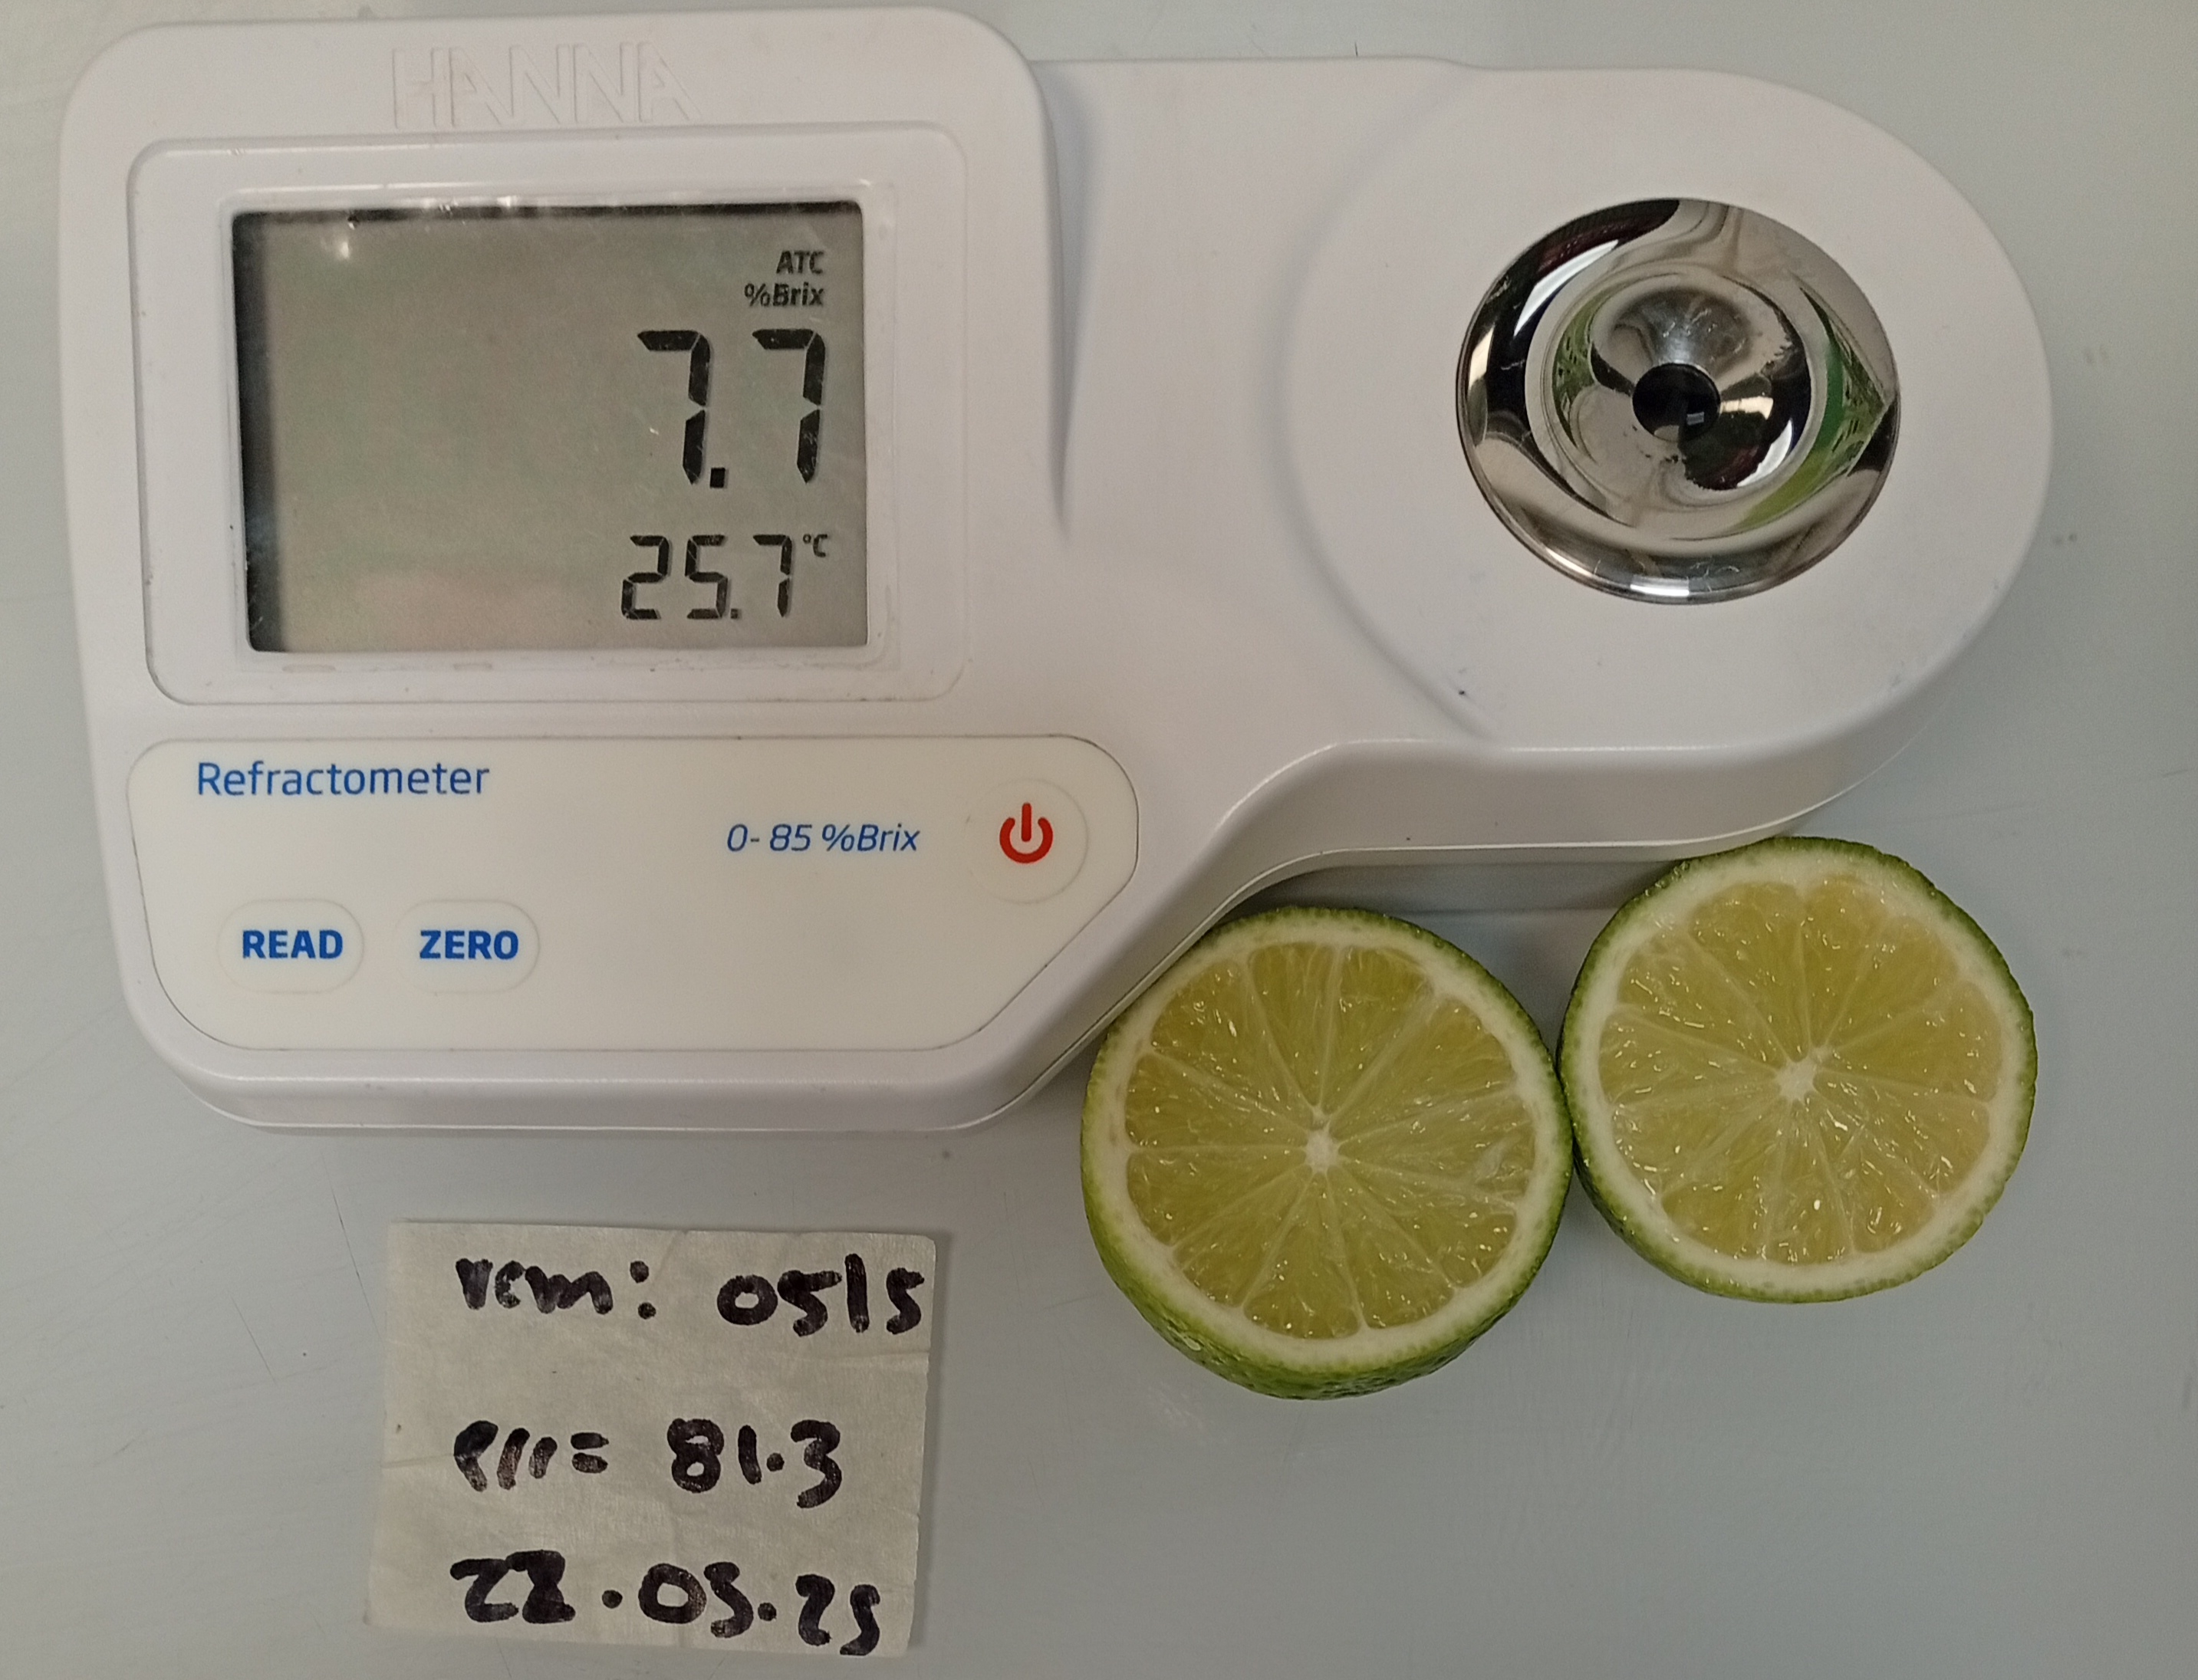 HANNA
ATC
%Brix
7.7
25.7 °C
Refractometer
0-85 %Brix
READ ZERO
rem: 0515
= 81.3
22.05.25